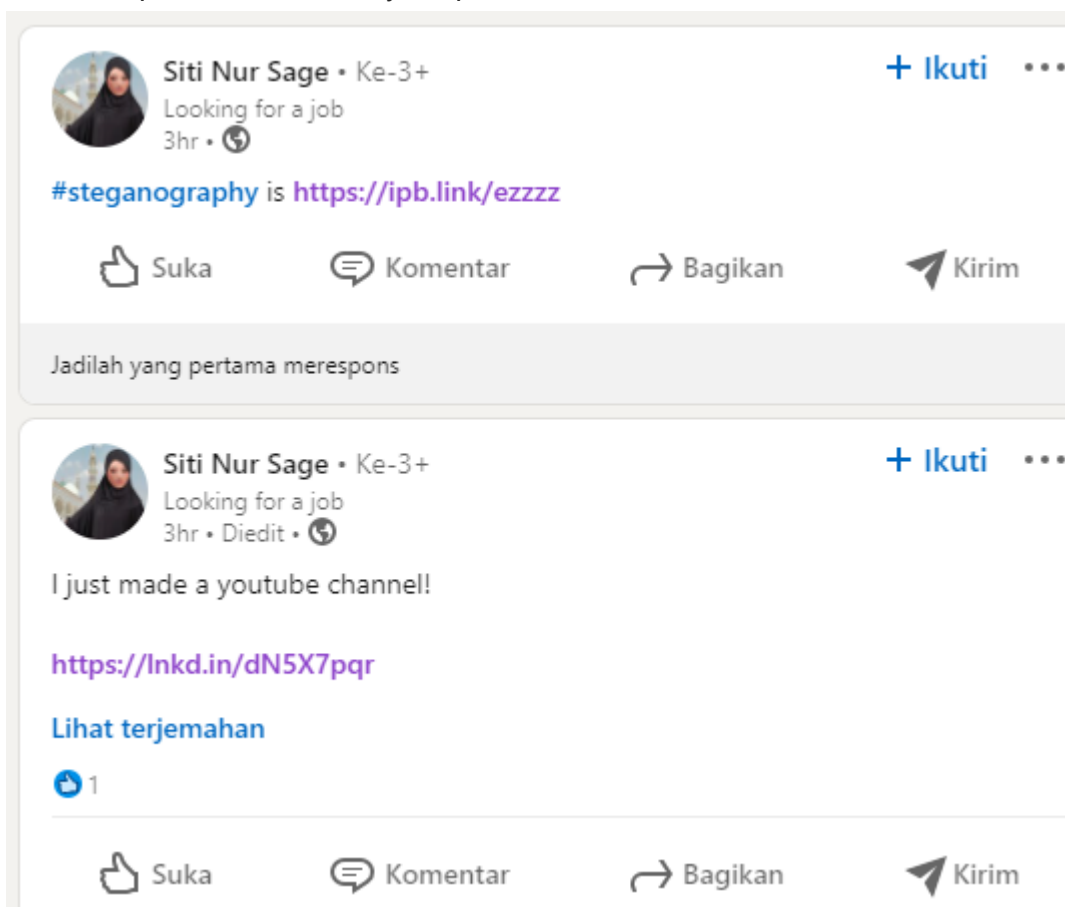 Siti Nur Sage • Ke-3+
+ Ikuti
Looking for a job
3hr •
#steganography is https://ipb.link/ezzzz
Suka
Komentar
Bagikan
Kirim
Jadilah yang pertama merespons
Siti Nur Sage • Ke-3+
+ Ikuti
Looking for a job
3hr • Diedit •
I just made a youtube channel!
https://lnkd.in/dN5X7pqr
Lihat terjemahan
1
Suka
Komentar
Bagikan
Kirim